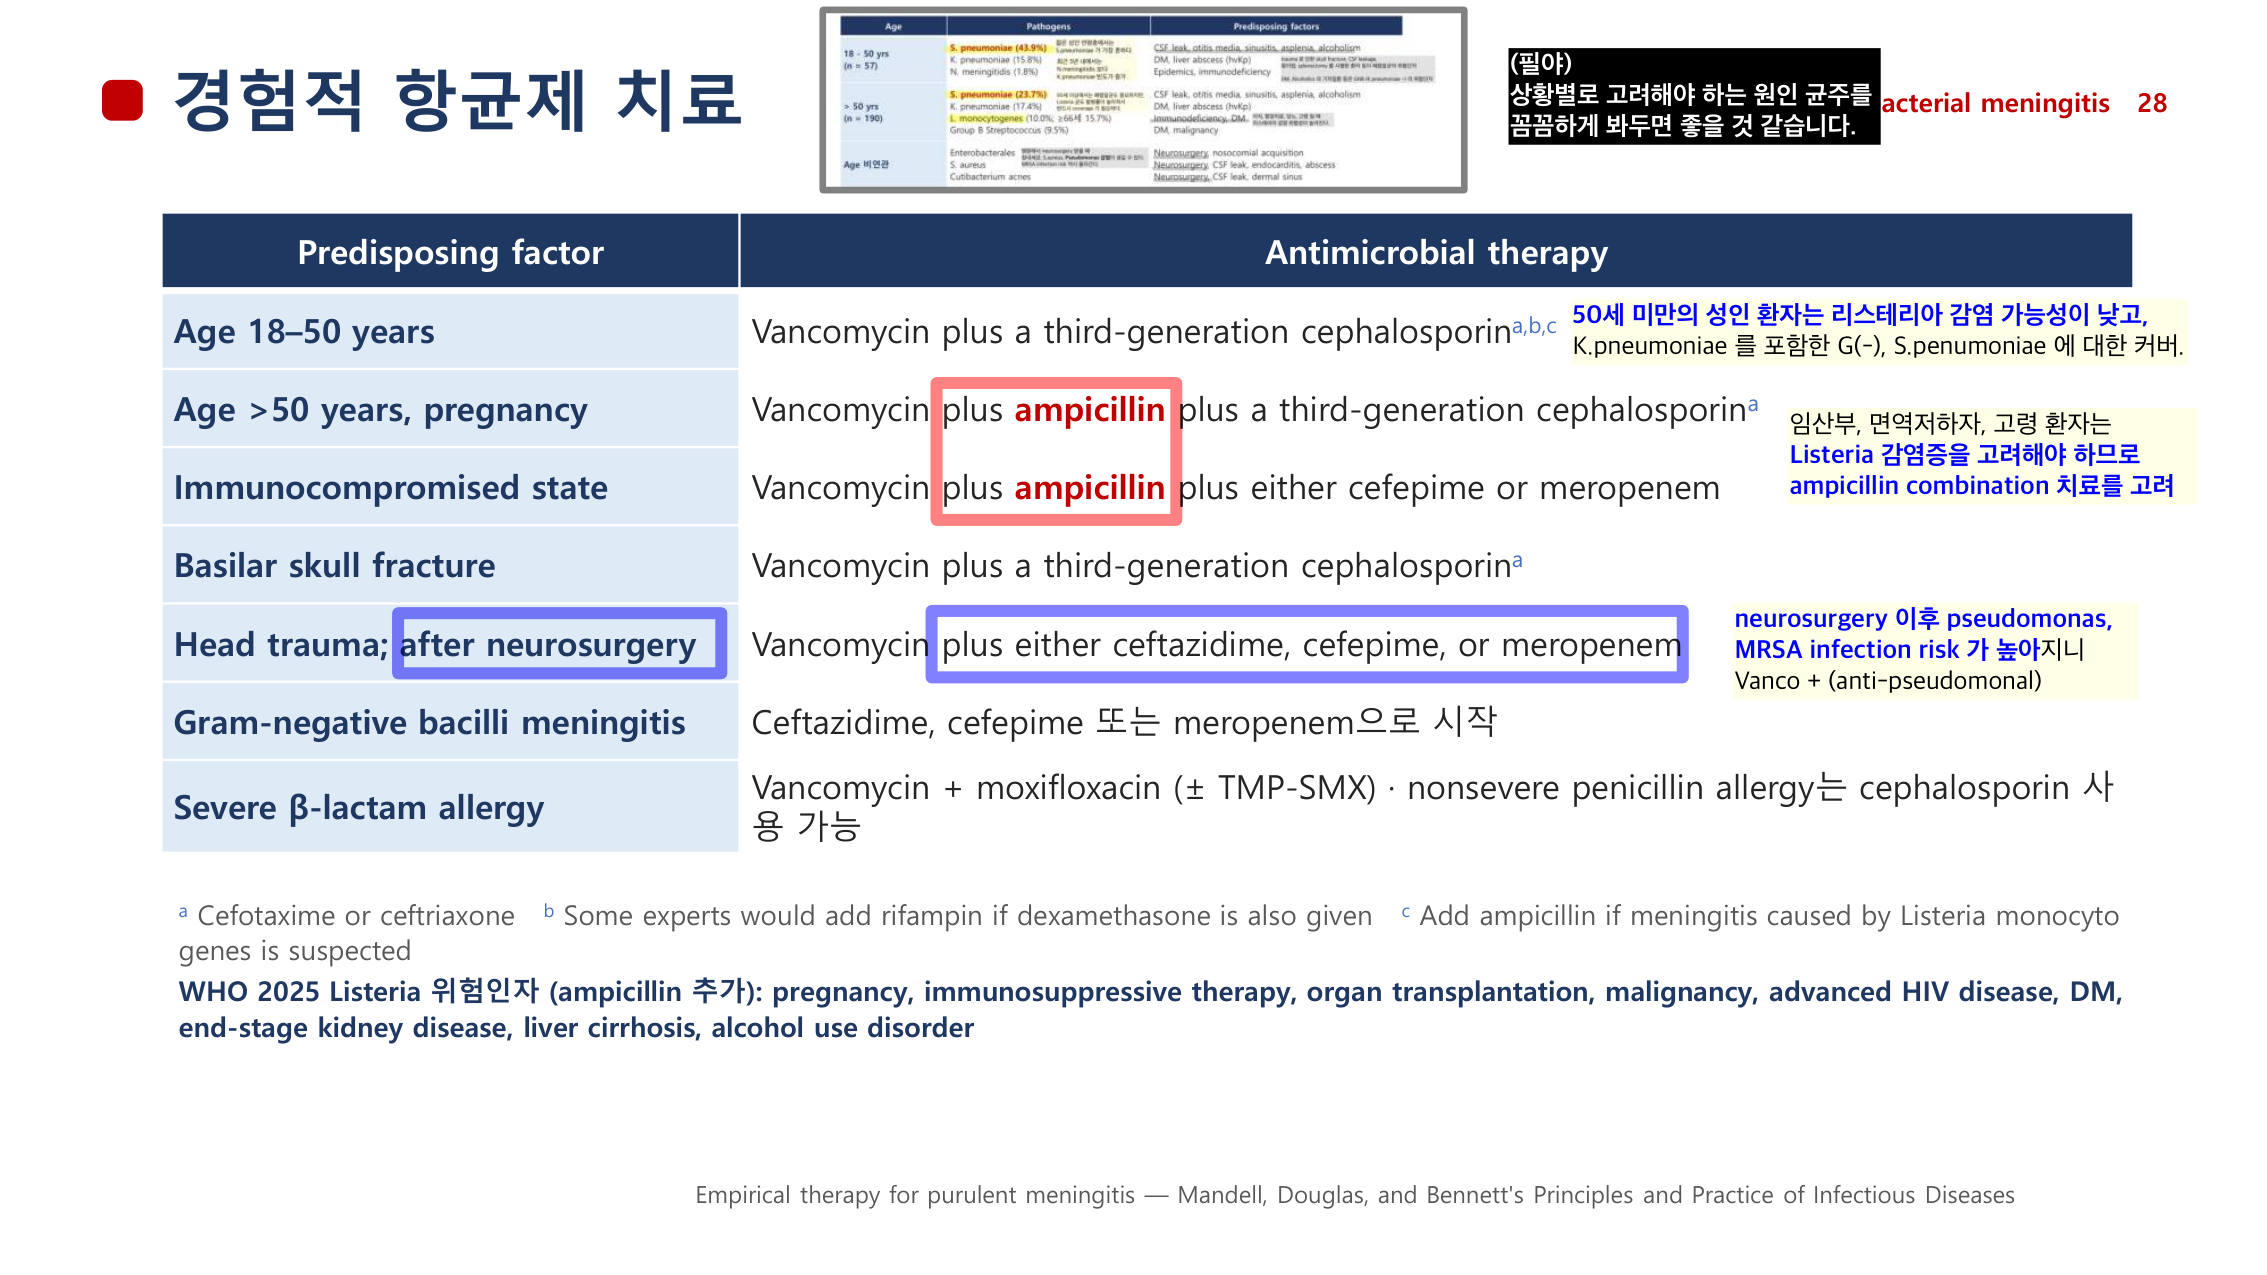 경험적 항균제 치료
Age Pathogens Predisposing factors
18 - 50 yrs
(n = 57)
S. pneumoniae (43.9%)
K. pneumoniae (15.8%)
N. meningitidis (1.8%)
CSF leak, otitis media, sinusitis, asplenia, alcoholism
DM, liver abscess (hvKp)
Epidemics, immunodeficiency
> 50 yrs
(n = 190)
S. pneumoniae (23.7%)
K. pneumoniae (17.4%)
L. monocytogenes (10.0%; ≥66세 15.7%)
Group B Streptococcus (9.5%)
CSF leak, otitis media, sinusitis, asplenia, alcoholism
DM, liver abscess (hvKp)
Immunodeficiency, DM,
DM, malignancy
Age 비연관
Enterobacterales
S. aureus
Cutibacterium acnes
Neurosurgery, nosocomial acquisition
Neurosurgery, CSF leak, endocarditis, abscess
Neurosurgery, CSF leak, dermal sinus
(필야)
상황별로 고려해야 하는 원인 균주를
꼼꼼하게 봐두면 좋을 것 같습니다.
acterial meningitis 28
Predisposing factor Antimicrobial therapy
Age 18–50 years Vancomycin plus a third-generation cephalosporin a,b,c
50세 미만의 성인 환자는 리스테리아 감염 가능성이 낮고,
K.pneumoniae 를 포함한 G(-), S.penumoniae 에 대한 커버.
Age >50 years, pregnancy Vancomycin plus ampicillin plus a third-generation cephalosporin a
임산부, 면역저하자, 고령 환자는
Listeria 감염증을 고려해야 하므로
ampicillin combination 치료를 고려
Immunocompromised state Vancomycin plus ampicillin plus either cefepime or meropenem
Basilar skull fracture Vancomycin plus a third-generation cephalosporin a
Head trauma; after neurosurgery Vancomycin plus either ceftazidime, cefepime, or meropenem
neurosurgery 이후 pseudomonas,
MRSA infection risk 가 높아지니
Vanco + (anti-pseudomonal)
Gram-negative bacilli meningitis Ceftazidime, cefepime 또는 meropenem으로 시작
Severe β-lactam allergy Vancomycin + moxifloxacin (± TMP-SMX) · nonsevere penicillin allergy는 cephalosporin 사
용 가능
a Cefotaxime or ceftriaxone b Some experts would add rifampin if dexamethasone is also given c Add ampicillin if meningitis caused by Listeria monocyto
genes is suspected
WHO 2025 Listeria 위험인자 (ampicillin 추가): pregnancy, immunosuppressive therapy, organ transplantation, malignancy, advanced HIV disease, DM,
end-stage kidney disease, liver cirrhosis, alcohol use disorder
Empirical therapy for purulent meningitis — Mandell, Douglas, and Bennett's Principles and Practice of Infectious Diseases